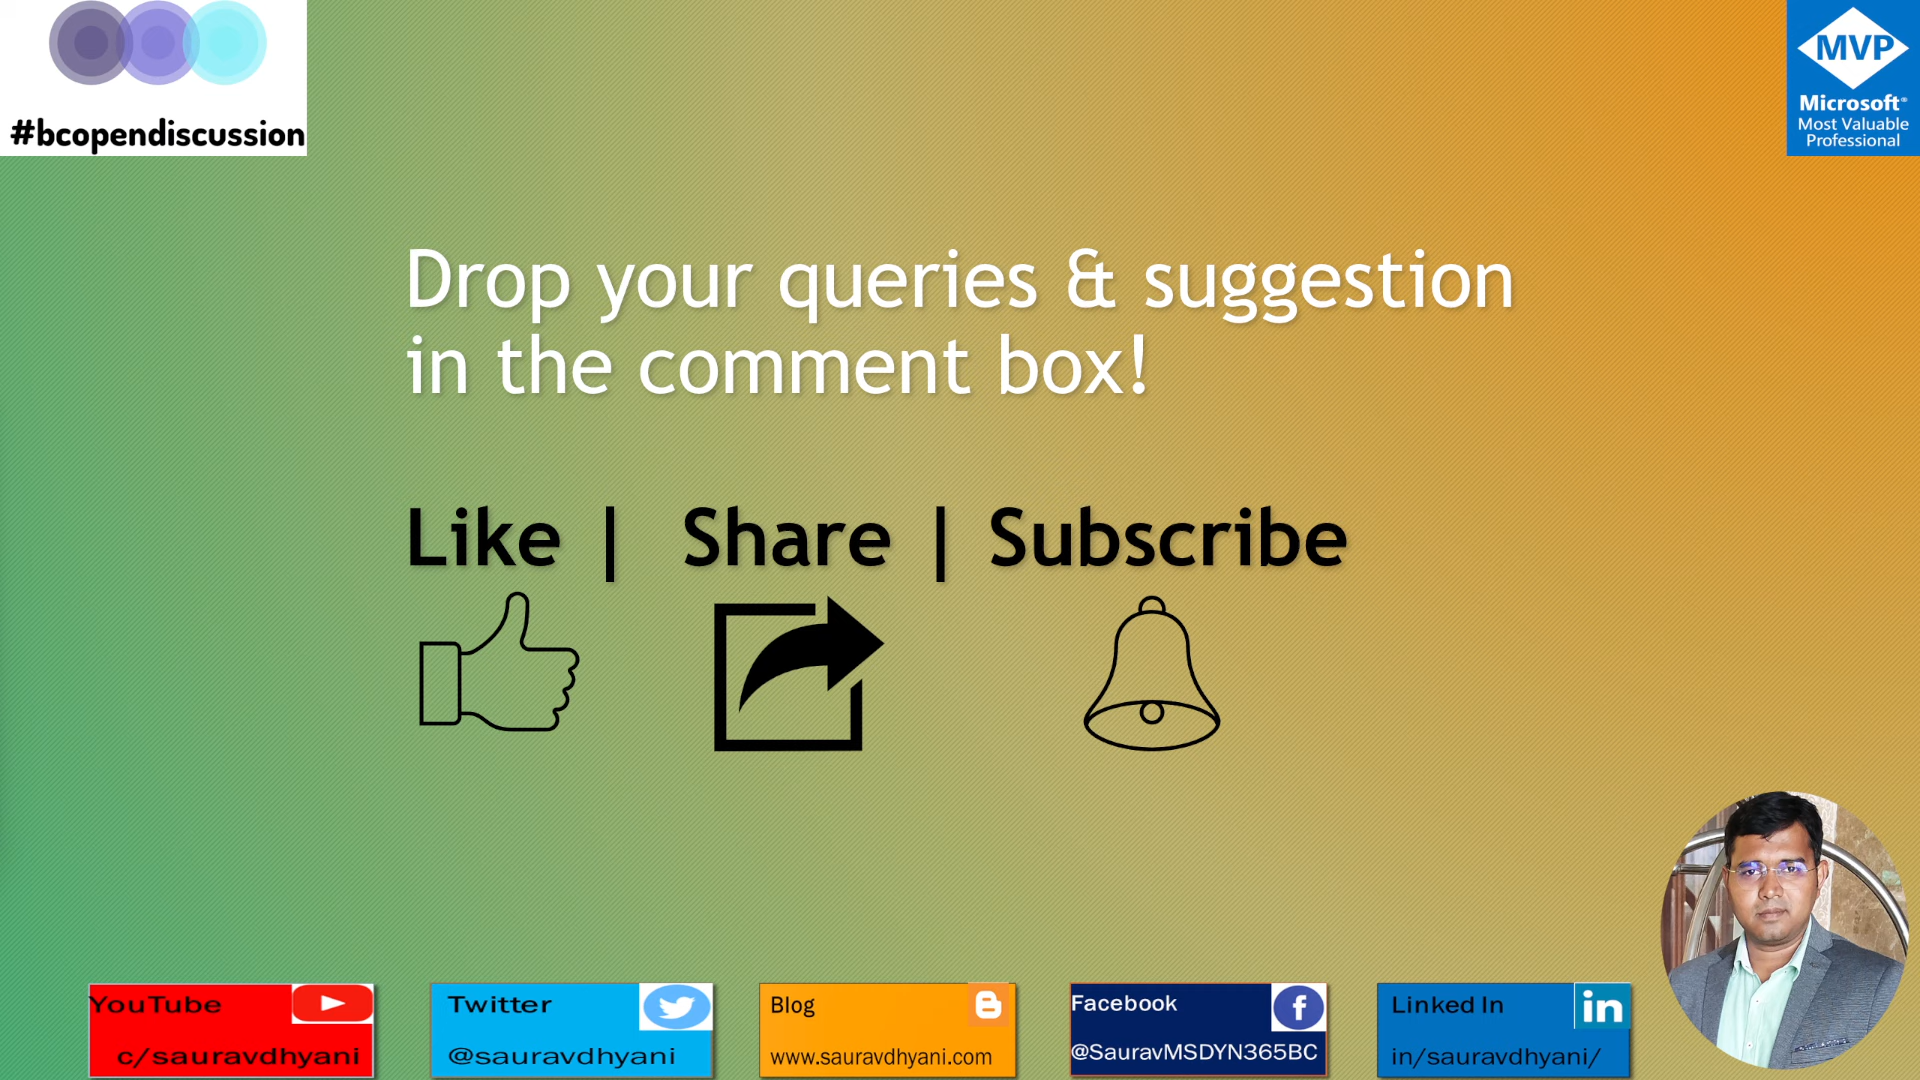 #bcopendiscussion
MVP
Microsoft®
Most Valuable
Professional
Drop your queries & suggestion
in the comment box!
Like | Share | Subscribe
YouTube
c/sauravdhyani
Twitter
@sauravdhyani
Blog
www.sauravdhyani.com
Facebook
f
@SauravMSDYN365BC
Linked In
in
in/sauravdhyani/